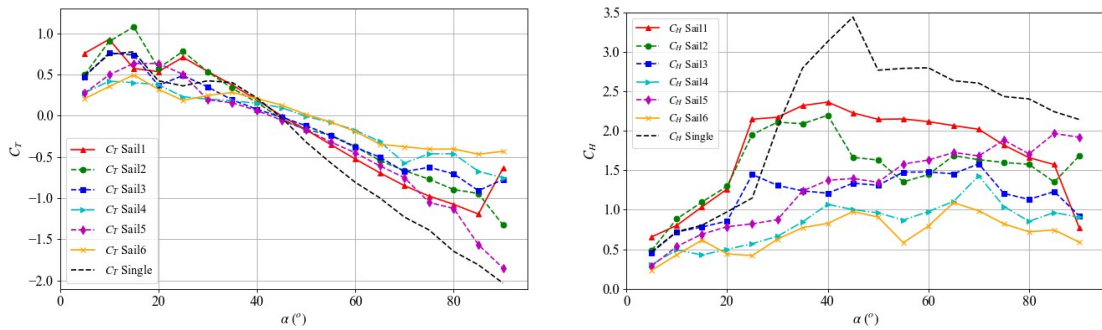 1.0
0.5
0.0
−0.5
−1.0
−1.5
−2.0
C_T
C_T Sail1
C_T Sail2
C_T Sail3
C_T Sail4
C_T Sail5
C_T Sail6
C_T Single
0 20 40 60 80
α (°)
3.5
3.0
2.5
2.0
1.5
1.0
0.5
0.0
C_H
C_H Sail1
C_H Sail2
C_H Sail3
C_H Sail4
C_H Sail5
C_H Sail6
C_H Single
0 20 40 60 80
α (°)